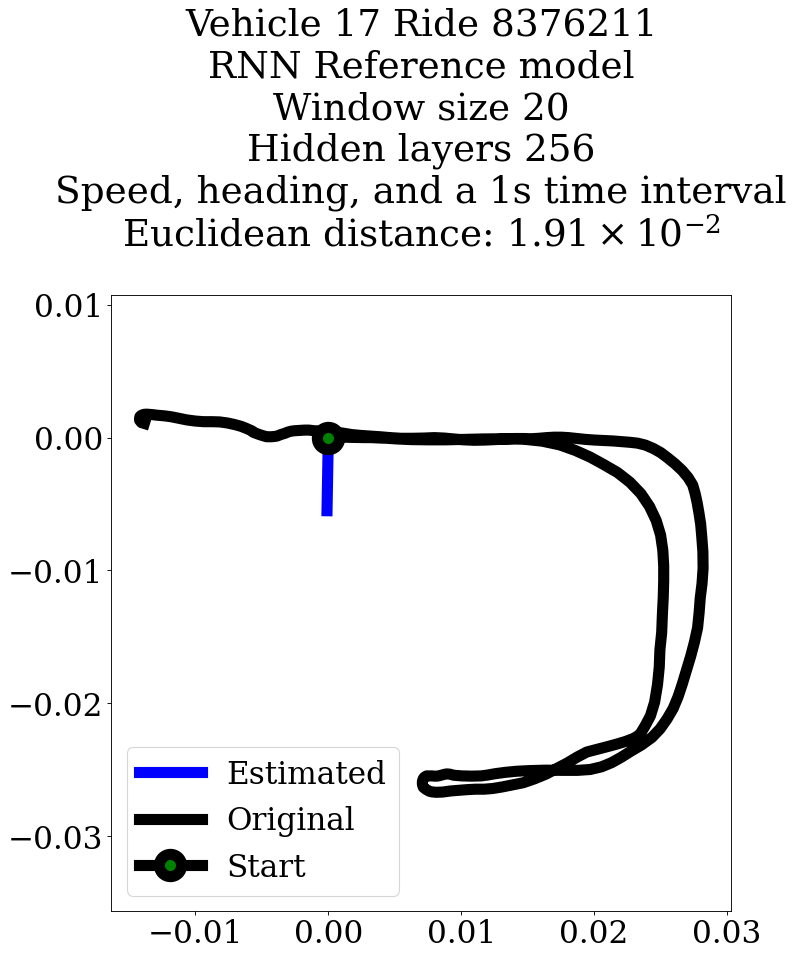 Vehicle 17 Ride 8376211
RNN Reference model
Window size 20
Hidden layers 256
Speed, heading, and a 1s time interval
Euclidean distance: 1.91 × 10⁻²
0.01
0.00
−0.01
−0.02
−0.03
Estimated
Original
Start
−0.01 0.00 0.01 0.02 0.03